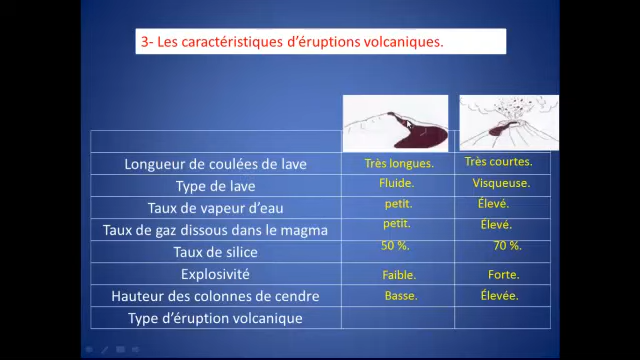 3- Les caractéristiques d’éruptions volcaniques.
Longueur de coulées de lave Très longues. Très courtes.
Type de lave Fluide. Visqueuse.
Taux de vapeur d’eau petit. Élevé.
Taux de gaz dissous dans le magma petit. Élevé.
Taux de silice 50 %. 70 %.
Explosivité Faible. Forte.
Hauteur des colonnes de cendre Basse. Élevée.
Type d’éruption volcanique